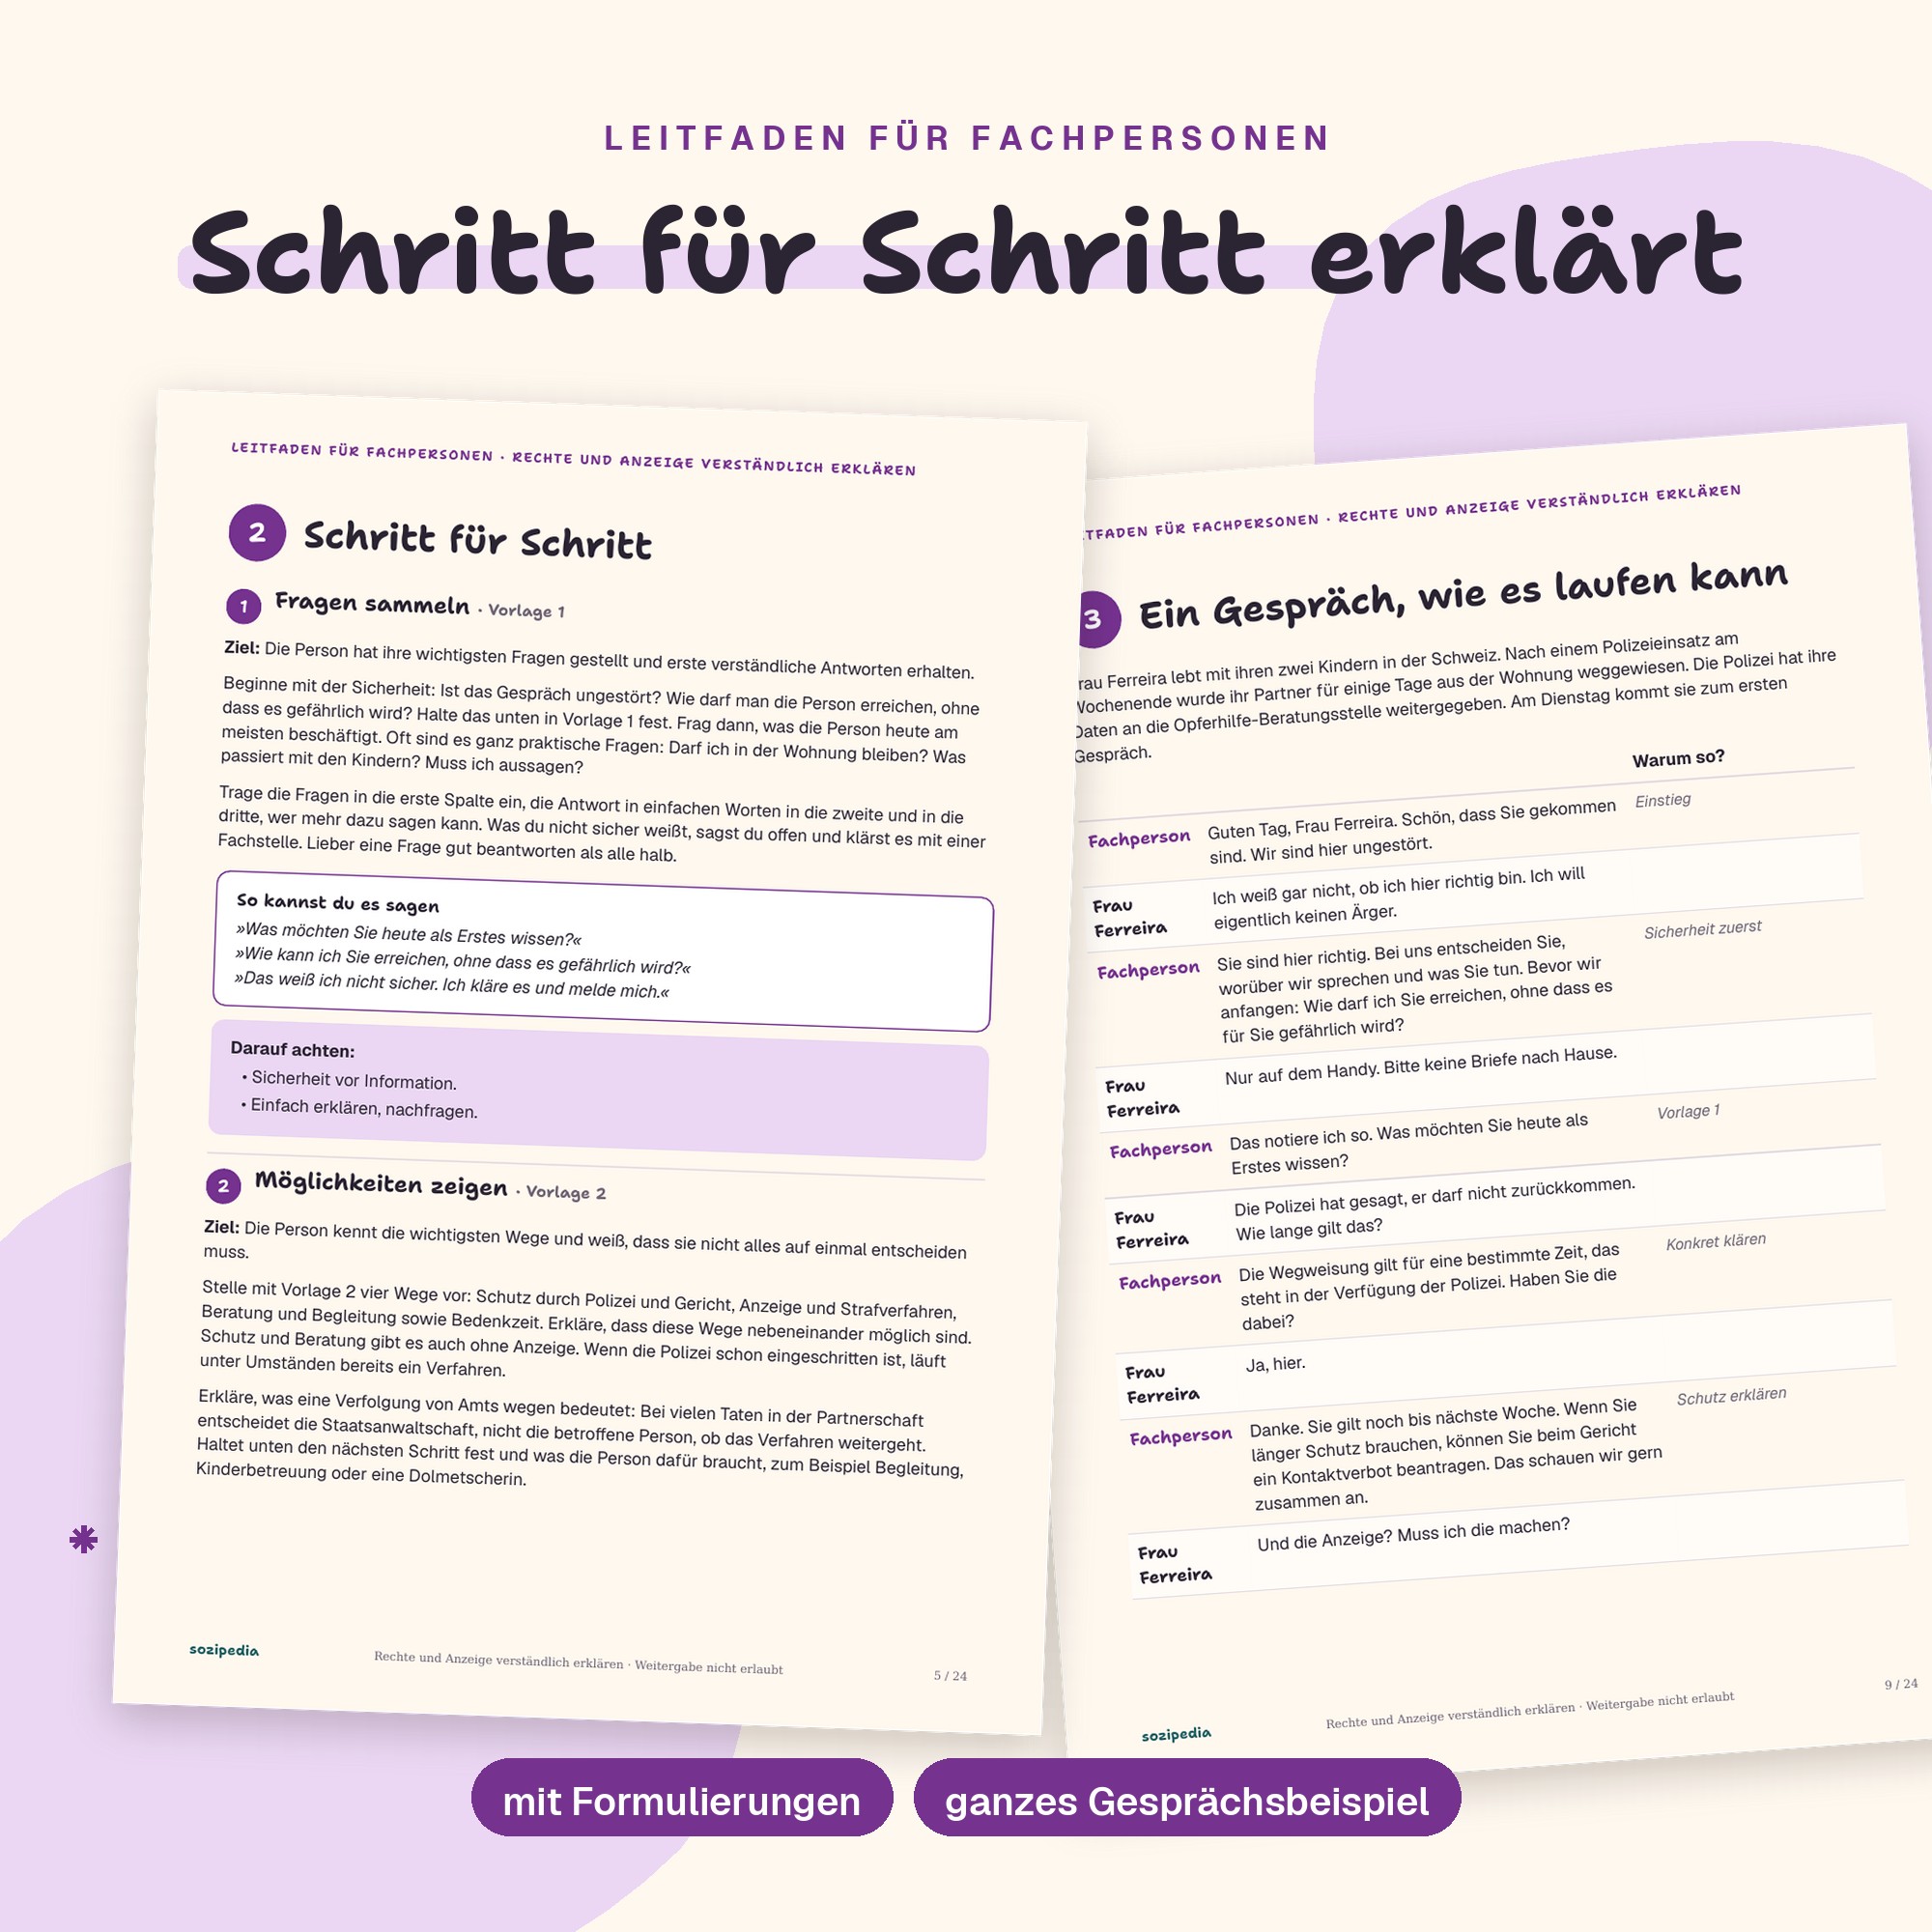 LEITFADEN FÜR FACHPERSONEN
Schritt für Schritt erklärt
LEITFADEN FÜR FACHPERSONEN · RECHTE UND ANZEIGE VERSTÄNDLICH ERKLÄREN
2 Schritt für Schritt
1 Fragen sammeln · Vorlage 1
Ziel: Die Person hat ihre wichtigsten Fragen gestellt und erste verständliche Antworten erhalten.
Beginne mit der Sicherheit: Ist das Gespräch ungestört? Wie darf man die Person erreichen, ohne
dass es gefährlich wird? Halte das unten in Vorlage 1 fest. Frag dann, was die Person heute am
meisten beschäftigt. Oft sind es ganz praktische Fragen: Darf ich in der Wohnung bleiben? Was
passiert mit den Kindern? Muss ich aussagen?
Trage die Fragen in die erste Spalte ein, die Antwort in einfachen Worten in die zweite und in die
dritte, wer mehr dazu sagen kann. Was du nicht sicher weißt, sagst du offen und klärst es mit einer
Fachstelle. Lieber eine Frage gut beantworten als alle halb.
So kannst du es sagen
»Was möchten Sie heute als Erstes wissen?«
»Wie kann ich Sie erreichen, ohne dass es gefährlich wird?«
»Das weiß ich nicht sicher. Ich kläre es und melde mich.«
Darauf achten:
• Sicherheit vor Information.
• Einfach erklären, nachfragen.
2 Möglichkeiten zeigen · Vorlage 2
Ziel: Die Person kennt die wichtigsten Wege und weiß, dass sie nicht alles auf einmal entscheiden
muss.
Stelle mit Vorlage 2 vier Wege vor: Schutz durch Polizei und Gericht, Anzeige und Strafverfahren,
Beratung und Begleitung sowie Bedenkzeit. Erkläre, dass diese Wege nebeneinander möglich sind.
Schutz und Beratung gibt es auch ohne Anzeige. Wenn die Polizei schon eingeschritten ist, läuft
unter Umständen bereits ein Verfahren.
Erkläre, was eine Verfolgung von Amts wegen bedeutet: Bei vielen Taten in der Partnerschaft
entscheidet die Staatsanwaltschaft, nicht die betroffene Person, ob das Verfahren weitergeht.
Haltet unten den nächsten Schritt fest und was die Person dafür braucht, zum Beispiel Begleitung,
Kinderbetreuung oder eine Dolmetscherin.
sozipedia
Rechte und Anzeige verständlich erklären · Weitergabe nicht erlaubt
5 / 24
TFADEN FÜR FACHPERSONEN · RECHTE UND ANZEIGE VERSTÄNDLICH ERKLÄREN
3 Ein Gespräch, wie es laufen kann
rau Ferreira lebt mit ihren zwei Kindern in der Schweiz. Nach einem Polizeieinsatz am
Wochenende wurde ihr Partner für einige Tage aus der Wohnung weggewiesen. Die Polizei hat ihre
Daten an die Opferhilfe-Beratungsstelle weitergegeben. Am Dienstag kommt sie zum ersten
Gespräch.
Warum so?
Fachperson Guten Tag, Frau Ferreira. Schön, dass Sie gekommen Einstieg
sind. Wir sind hier ungestört.
Frau Ich weiß gar nicht, ob ich hier richtig bin. Ich will
Ferreira eigentlich keinen Ärger.
Fachperson Sie sind hier richtig. Bei uns entscheiden Sie, Sicherheit zuerst
worüber wir sprechen und was Sie tun. Bevor wir
anfangen: Wie darf ich Sie erreichen, ohne dass es
für Sie gefährlich wird?
Frau Nur auf dem Handy. Bitte keine Briefe nach Hause.
Ferreira
Fachperson Das notiere ich so. Was möchten Sie heute als Vorlage 1
Erstes wissen?
Frau Die Polizei hat gesagt, er darf nicht zurückkommen.
Ferreira Wie lange gilt das?
Fachperson Die Wegweisung gilt für eine bestimmte Zeit, das Konkret klären
steht in der Verfügung der Polizei. Haben Sie die
dabei?
Frau Ja, hier.
Ferreira
Fachperson Danke. Sie gilt noch bis nächste Woche. Wenn Sie Schutz erklären
länger Schutz brauchen, können Sie beim Gericht
ein Kontaktverbot beantragen. Das schauen wir gern
zusammen an.
Frau Und die Anzeige? Muss ich die machen?
Ferreira
sozipedia
Rechte und Anzeige verständlich erklären · Weitergabe nicht erlaubt
9 / 24
mit Formulierungen
ganzes Gesprächsbeispiel